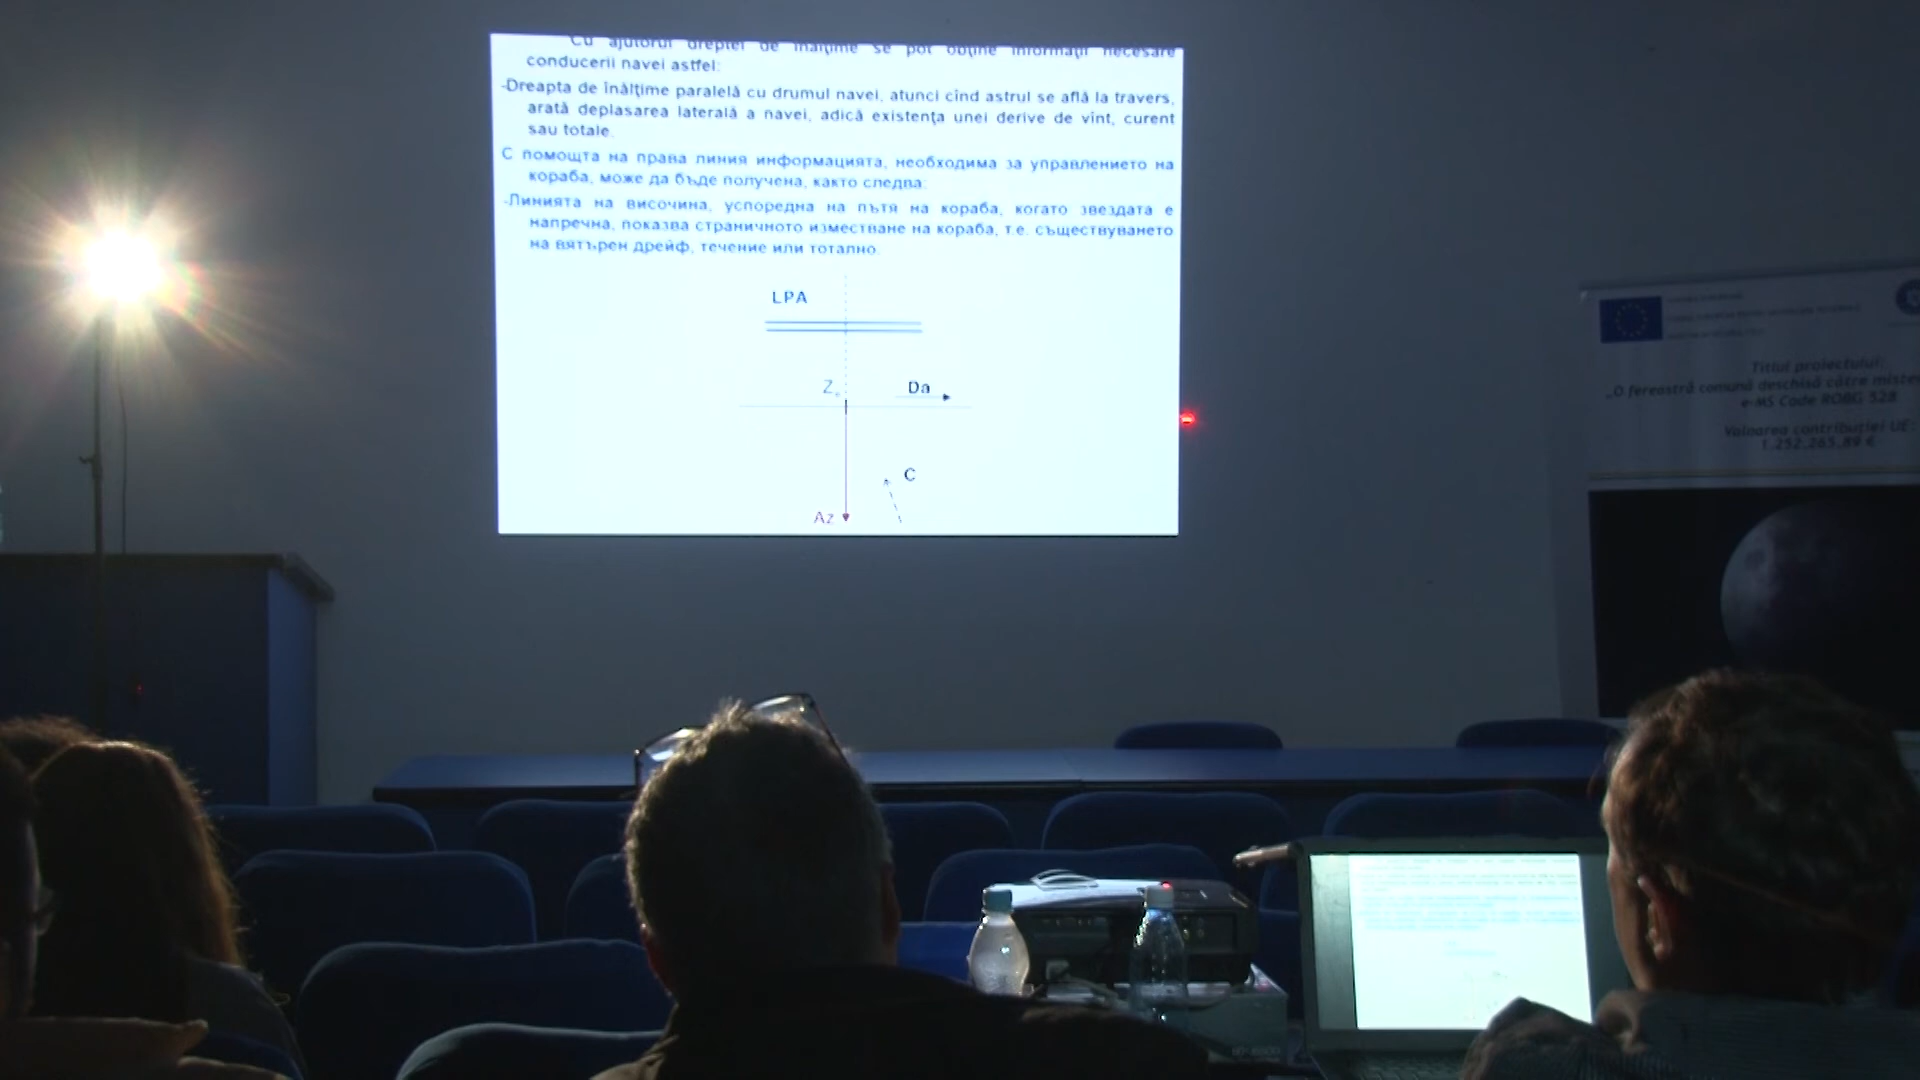 Cu ajutorul dreptei de înălţime se pot obţine informaţii necesare
conducerii navei astfel:
-Dreapta de înălţime paralelă cu drumul navei, atunci cînd astrul se află la travers,
arată deplasarea laterală a navei, adică existenţa unei derive de vînt, curent
sau totale.
С помощта на права линия информацията, необходима за управлението на
кораба, може да бъде получена, както следва:
-Линията на височина, успоредна на пътя на кораба, когато звездата е
напречна, показва страничното изместване на кораба, т.е. съществуването
на вятърен дрейф, течение или тотално.
LPA
Z
Da
C
Az
Titlul proiectului:
„O fereastră comună deschisă către
e-MS Code ROBG 528
Valoarea contribuţiei UE:
1.252.265,89 €